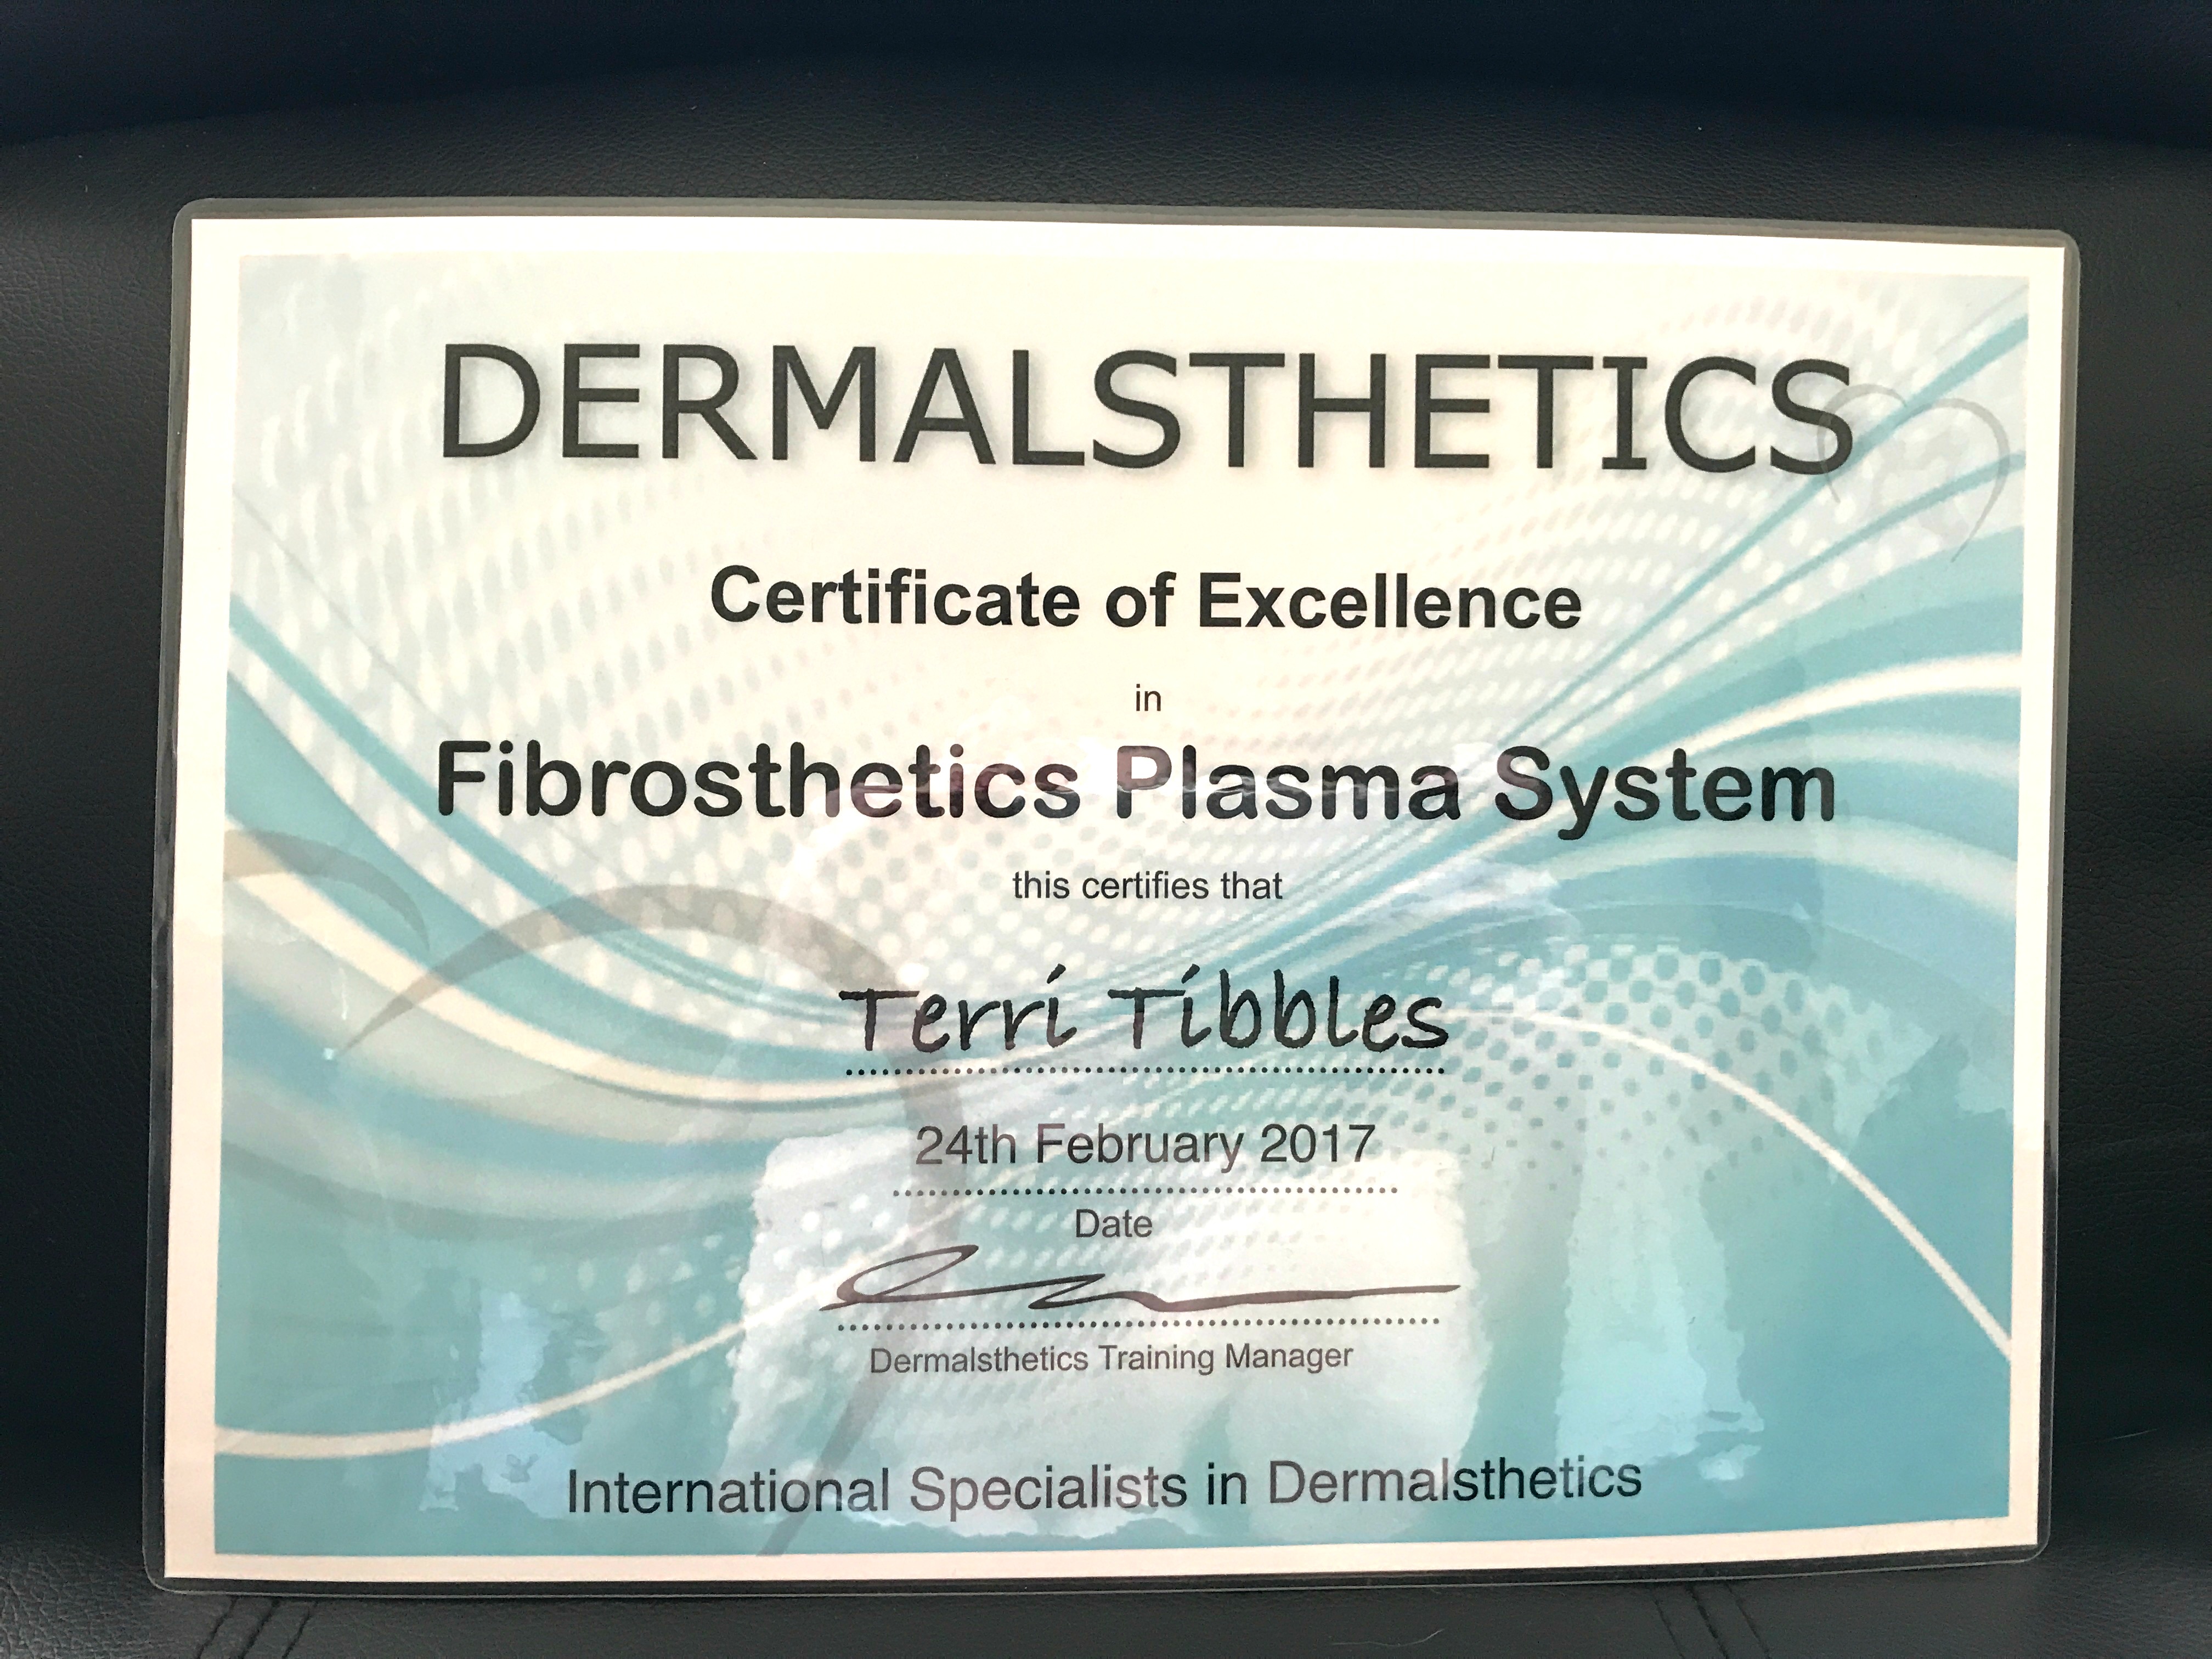 DERMALSTHETICS
Certificate of Excellence
in
Fibrosthetics Plasma System
this certifies that
Terri Tibbles
24th February 2017
Date
Dermalsthetics Training Manager
International Specialists in Dermalsthetics